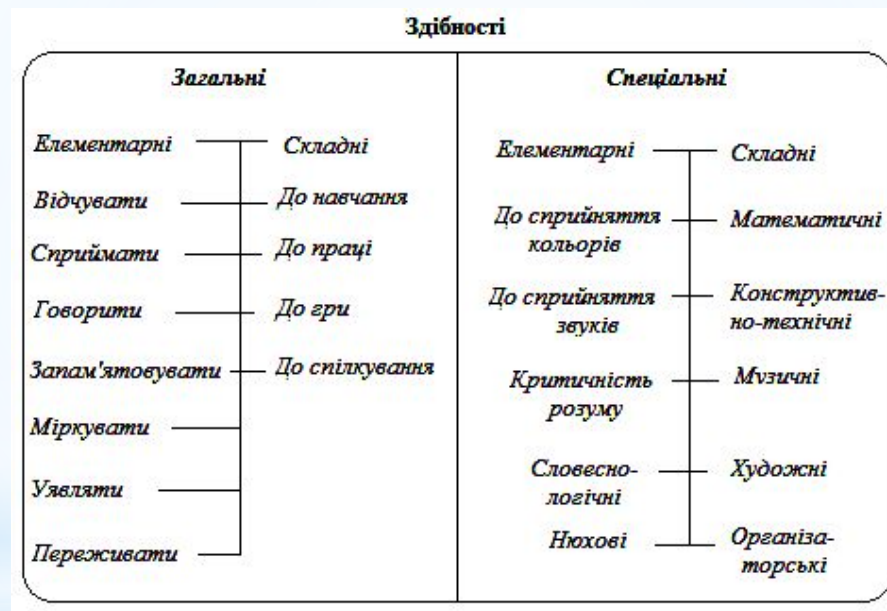 Здібності
Загальні
Елементарні
Складні
Відчувати
До навчання
Сприймати
До праці
Говорити
До гри
Запам'ятовувати
До спілкування
Міркувати
Уявляти
Переживати
Спеціальні
Елементарні
Складні
До сприйняття
кольорів
Математичні
До сприйняття
звуків
Конструктив-
но-технічні
Критичність
розуму
Музичні
Словесно-
логічні
Художні
Нюхові
Організа-
торські